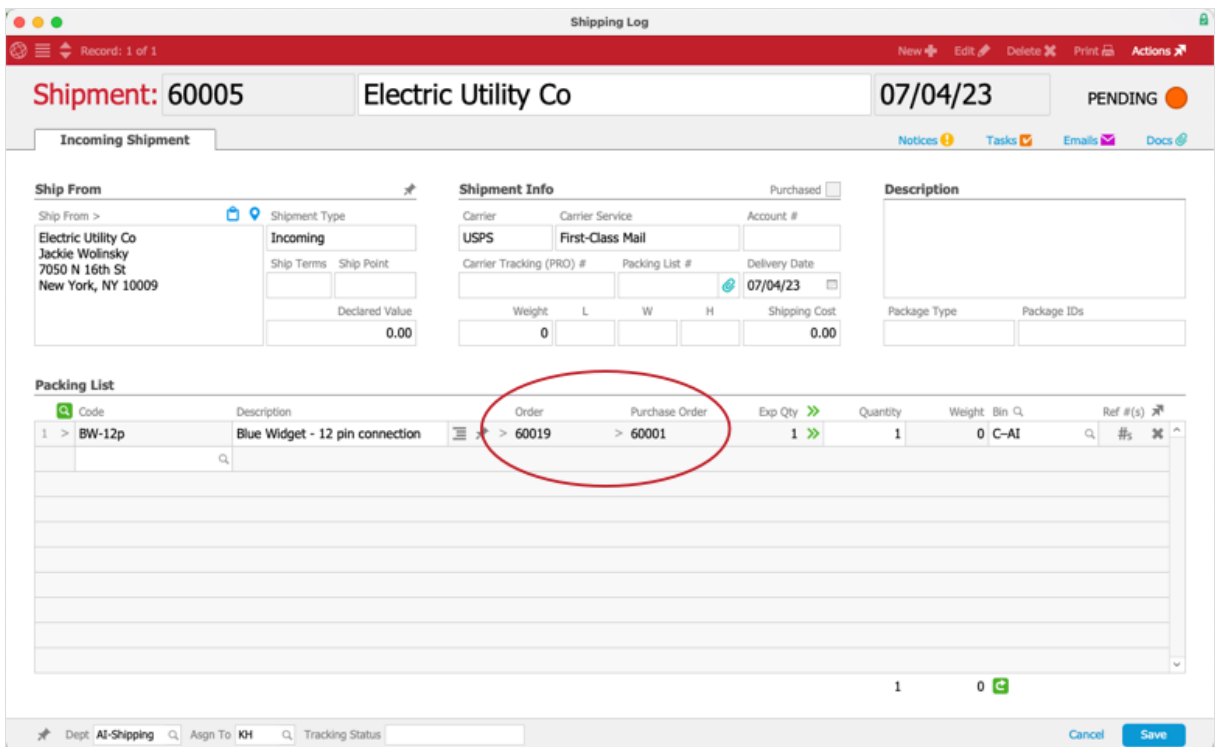 Shipping Log
Record: 1 of 1 New Edit Delete Print Actions
Shipment: 60005 Electric Utility Co 07/04/23 PENDING
Incoming Shipment Notices Tasks Emails Docs
Ship From Shipment Info Purchased Description
Ship From > Shipment Type Carrier Carrier Service Account #
Electric Utility Co Incoming USPS First-Class Mail
Jackie Wolinsky
7050 N 16th St Ship Terms Ship Point Carrier Tracking (PRO) # Packing List # Delivery Date
New York, NY 10009 07/04/23
Declared Value Weight L W H Shipping Cost Package Type Package IDs
0.00 0 0.00
Packing List
Code Description Order Purchase Order Exp Qty >> Quantity Weight Bin Ref #(s)
1 > BW-12p Blue Widget - 12 pin connection > 60019 > 60001 1 >> 1 0 C-AI #s
1 0
Dept AI-Shipping Asgn To KH Tracking Status Cancel Save